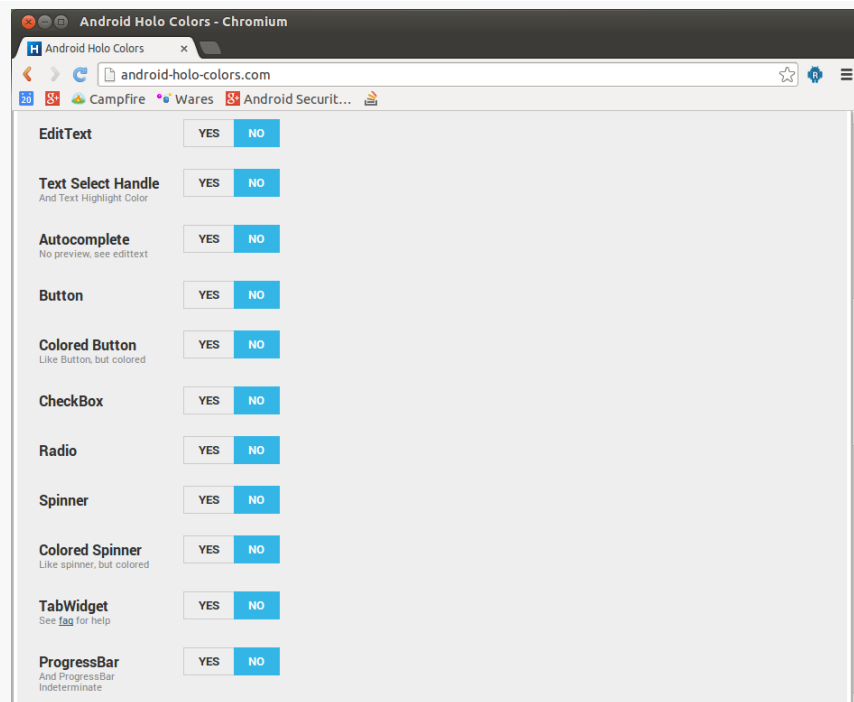 Android Holo Colors - Chromium
Android Holo Colors
android-holo-colors.com
20 g+ Campfire Wares g+ Android Securit...
EditText YES NO
Text Select Handle YES NO
And Text Highlight Color
Autocomplete YES NO
No preview, see edittext
Button YES NO
Colored Button YES NO
Like Button, but colored
CheckBox YES NO
Radio YES NO
Spinner YES NO
Colored Spinner YES NO
Like spinner, but colored
TabWidget YES NO
See faq for help
ProgressBar YES NO
And ProgressBar
Indeterminate